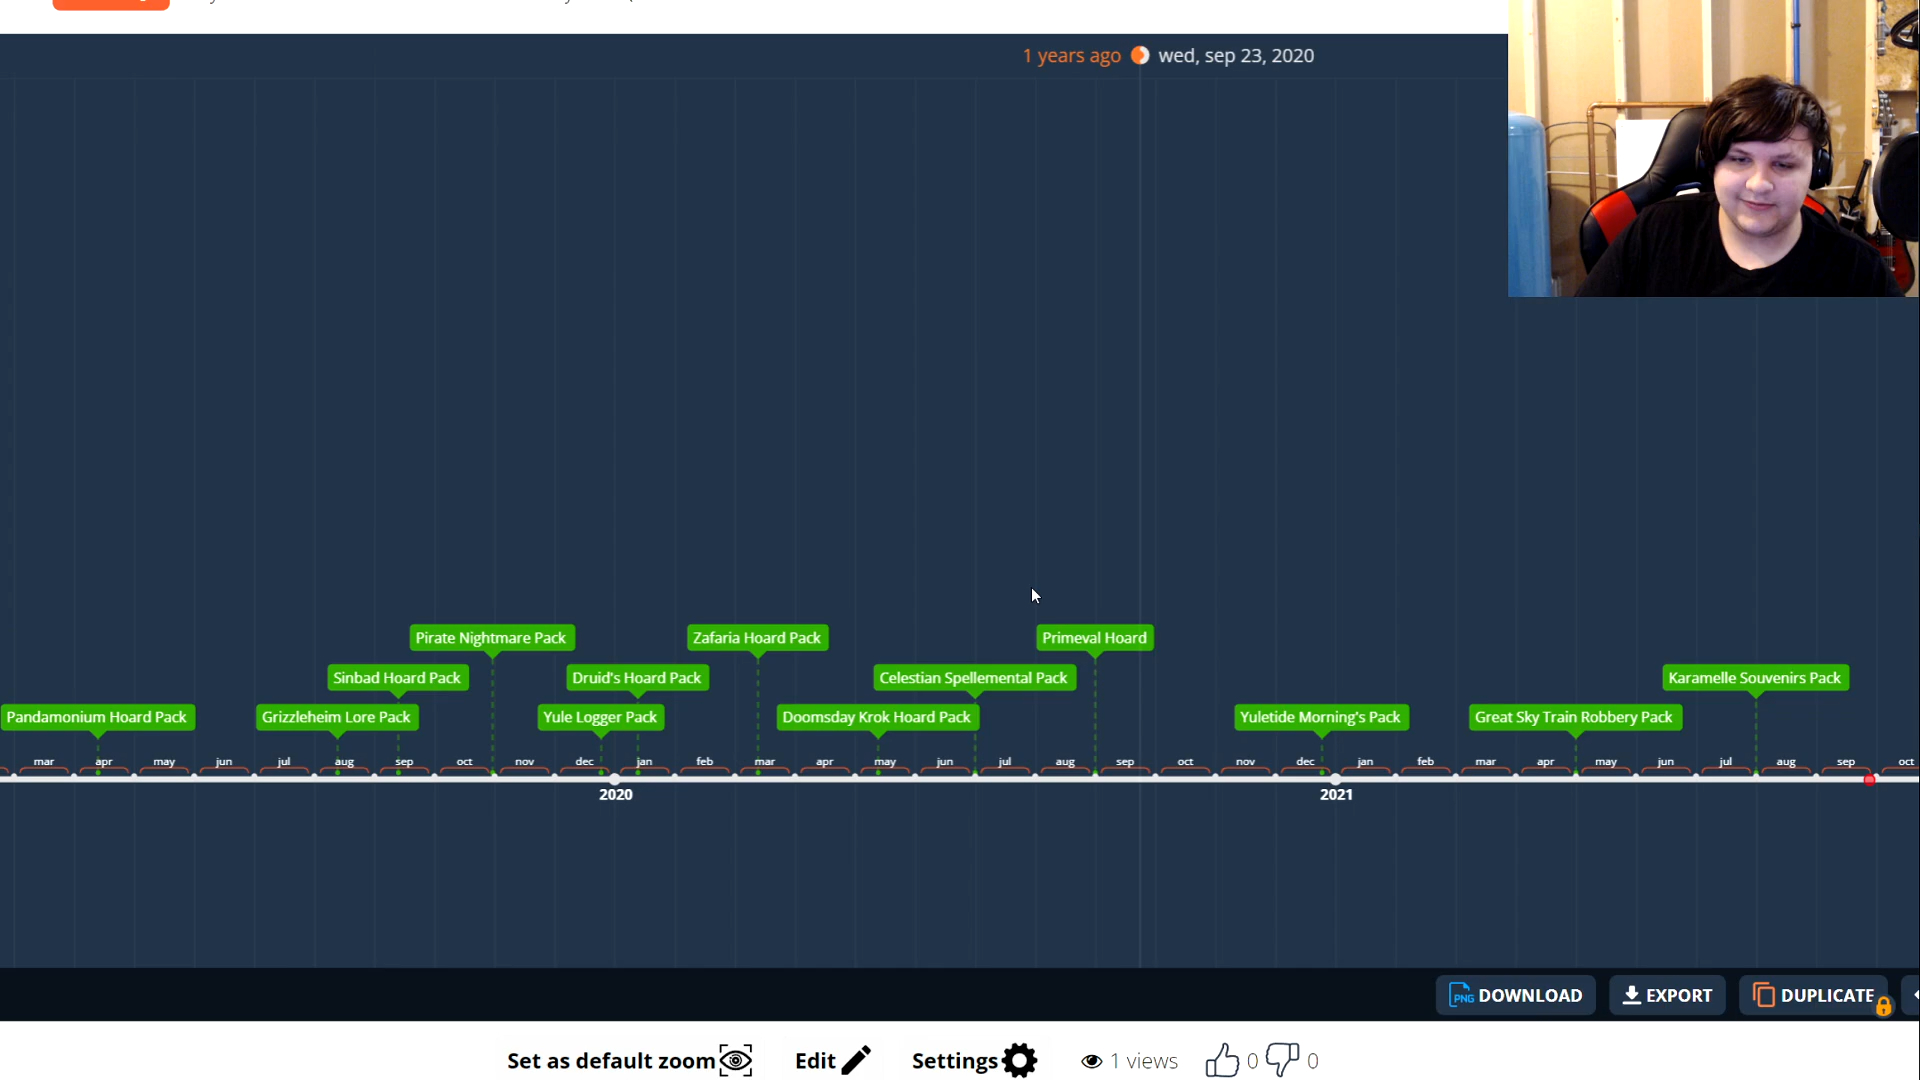 1 years ago wed, sep 23, 2020
Pirate Nightmare Pack Zafaria Hoard Pack Primeval Hoard
Sinbad Hoard Pack Druid's Hoard Pack Celestian Spellemental Pack Karamelle Souvenirs Pack
Pandamonium Hoard Pack Grizzleheim Lore Pack Yule Logger Pack Doomsday Krok Hoard Pack Yuletide Morning's Pack Great Sky Train Robbery Pack
mar apr may jun jul aug sep oct nov dec jan feb mar apr may jun jul aug sep oct nov dec jan feb mar apr may jun jul aug sep oct
2020 2021
PNG DOWNLOAD EXPORT DUPLICATE
Set as default zoom Edit Settings 1 views 0 0